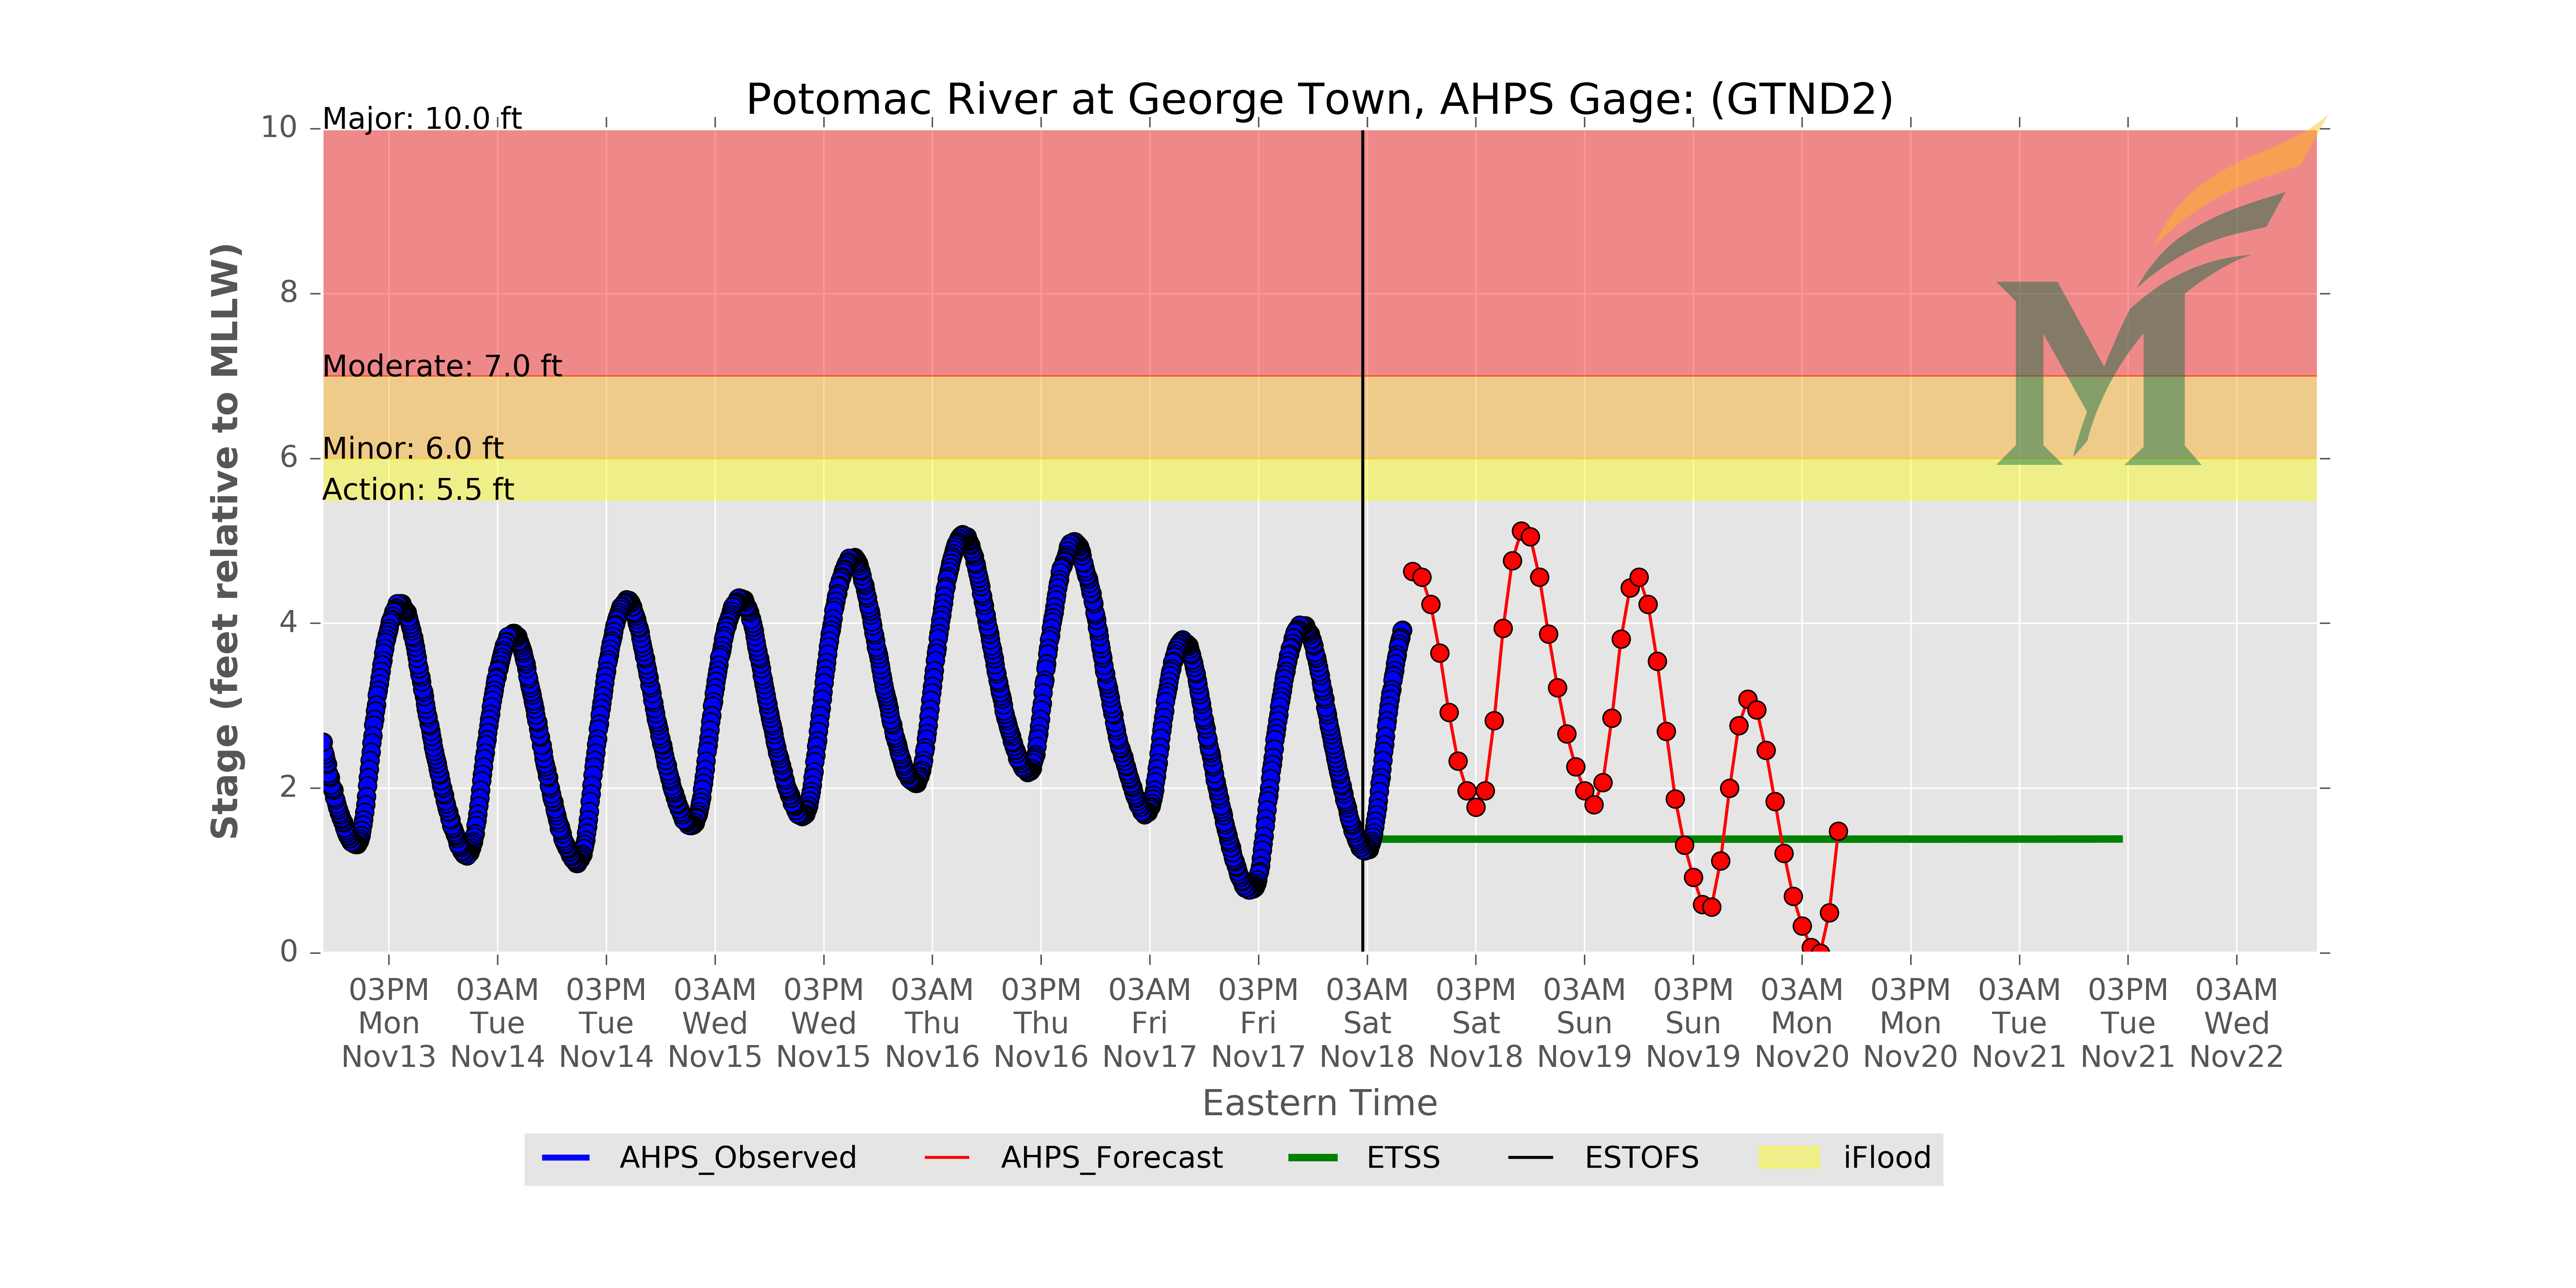 Potomac River at George Town, AHPS Gage: (GTND2)
Major: 10.0 ft
Moderate: 7.0 ft
Minor: 6.0 ft
Action: 5.5 ft
10
8
6
4
2
0
Stage (feet relative to MLLW)
03PM 03AM 03PM 03AM 03PM 03AM 03PM 03AM 03PM 03AM 03PM 03AM 03PM 03AM 03PM 03AM 03PM 03AM
Mon Tue Tue Wed Wed Thu Thu Fri Fri Sat Sat Sun Sun Mon Mon Tue Tue Wed
Nov13 Nov14 Nov14 Nov15 Nov15 Nov16 Nov16 Nov17 Nov17 Nov18 Nov18 Nov19 Nov19 Nov20 Nov20 Nov21 Nov21 Nov22
Eastern Time
AHPS_Observed AHPS_Forecast ETSS ESTOFS iFlood
M